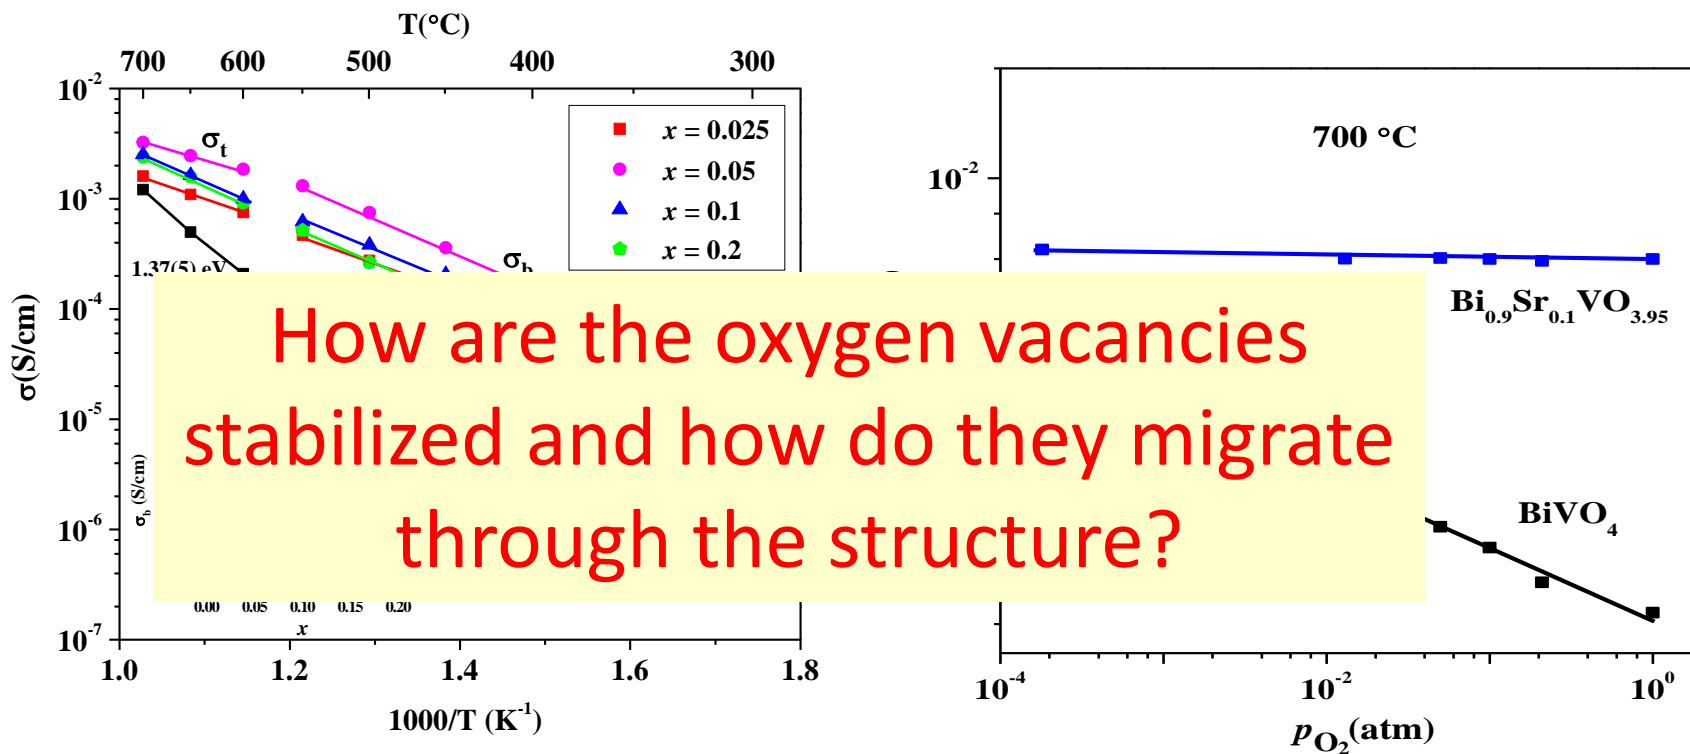 T(°C)
700 600 500 400 300
10⁻²
10⁻³
10⁻⁴
10⁻⁵
10⁻⁶
10⁻⁷
σ(S/cm)
σt
σb
x = 0.025
x = 0.05
x = 0.1
x = 0.2
1.37(5) eV
σb (S/cm)
0.00 0.05 0.10 0.15 0.20
x
1.0 1.2 1.4 1.6 1.8
1000/T (K⁻¹)
How are the oxygen vacancies
stabilized and how do they migrate
through the structure?
700 °C
10⁻²
Bi₀.₉Sr₀.₁VO₃.₉₅
BiVO₄
10⁻⁴ 10⁻² 10⁰
pO₂(atm)